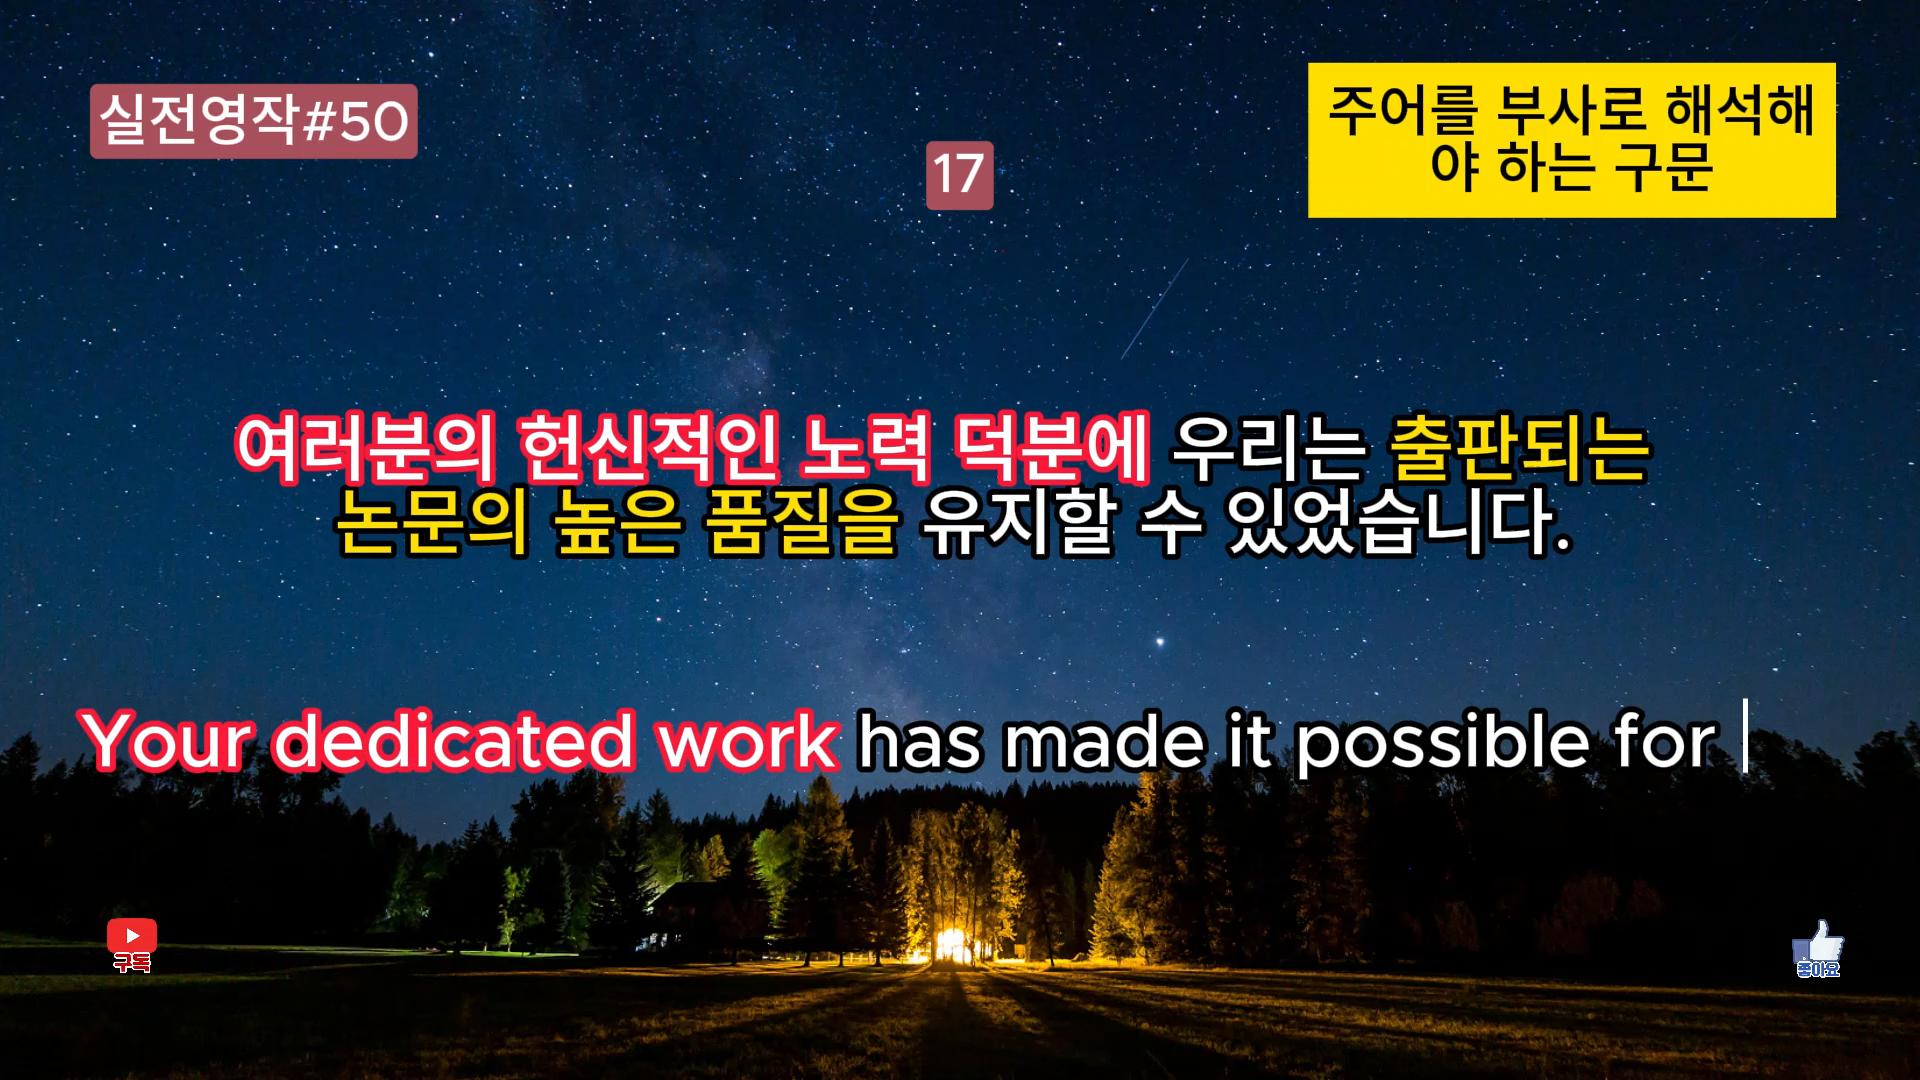 실전영작#50
17
주어를 부사로 해석해
야 하는 구문
여러분의 헌신적인 노력 덕분에 우리는 출판되는
논문의 높은 품질을 유지할 수 있었습니다.
Your dedicated work has made it possible for
구독
좋아요